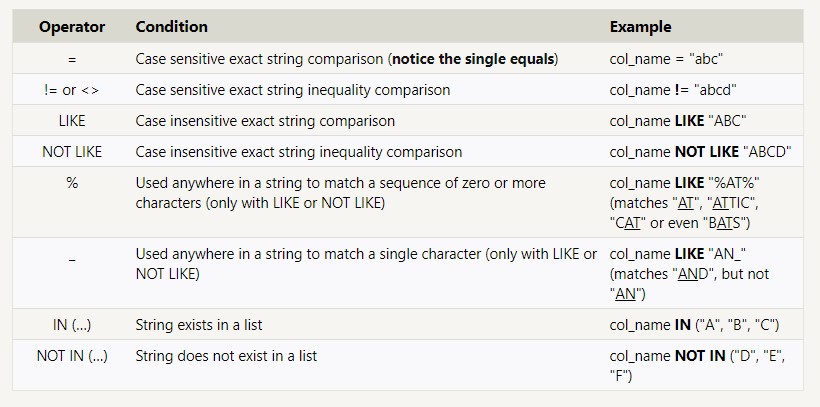 Operator Condition Example
= Case sensitive exact string comparison (notice the single equals) col_name = "abc"
!= or <> Case sensitive exact string inequality comparison col_name != "abcd"
LIKE Case insensitive exact string comparison col_name LIKE "ABC"
NOT LIKE Case insensitive exact string inequality comparison col_name NOT LIKE "ABCD"
% Used anywhere in a string to match a sequence of zero or more col_name LIKE "%AT%"
characters (only with LIKE or NOT LIKE) (matches "AT", "ATTIC",
"CAT" or even "BATS")
_ Used anywhere in a string to match a single character (only with LIKE or col_name LIKE "AN_"
NOT LIKE) (matches "AND", but not
"AN")
IN (...) String exists in a list col_name IN ("A", "B", "C")
NOT IN (...) String does not exist in a list col_name NOT IN ("D", "E",
"F")